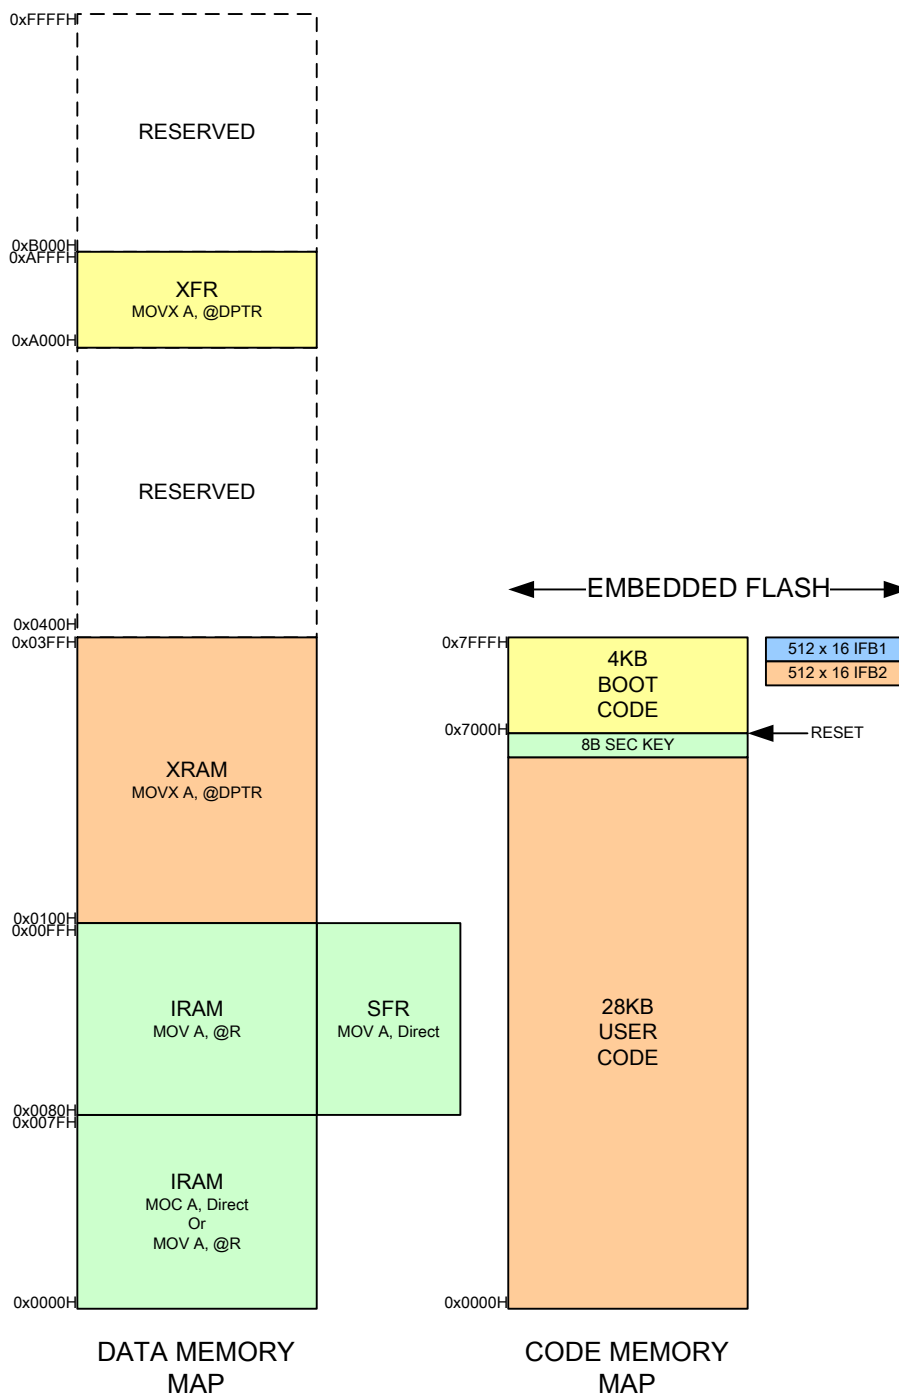 0xFFFFH
RESERVED
0xB000H
0xAFFFH
XFR
MOVX A, @DPTR
0xA000H
RESERVED
0x0400H
0x03FFH
XRAM
MOVX A, @DPTR
0x0100H
0x00FFH
IRAM
MOV A, @R
SFR
MOV A, Direct
0x0080H
0x007FH
IRAM
MOC A, Direct
Or
MOV A, @R
0x0000H
DATA MEMORY
MAP
EMBEDDED FLASH
0x7FFFH
4KB
BOOT
CODE
512 x 16 IFB1
512 x 16 IFB2
0x7000H
RESET
8B SEC KEY
28KB
USER
CODE
0x0000H
CODE MEMORY
MAP